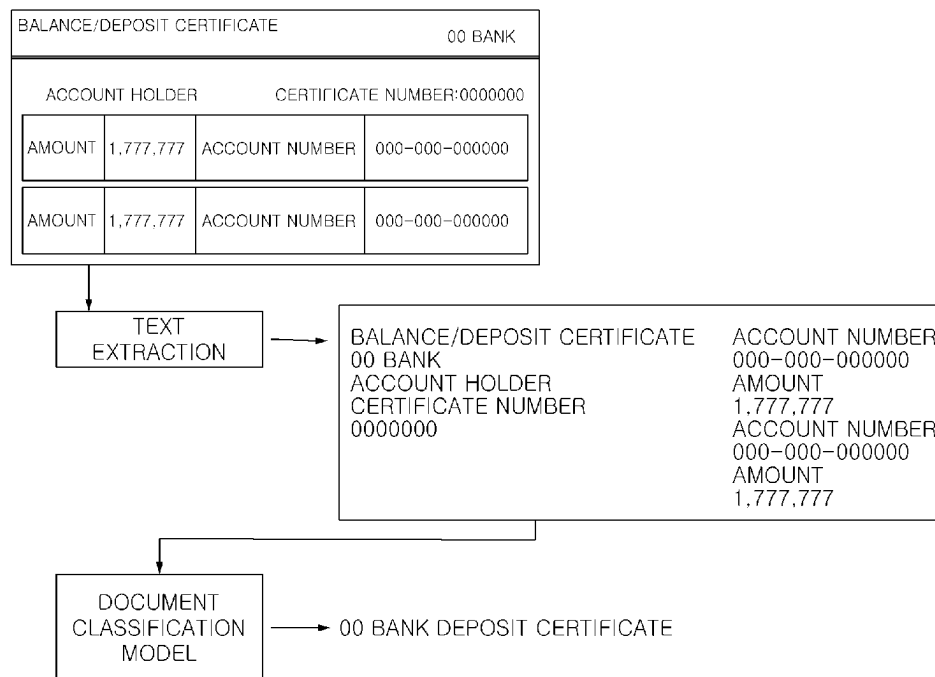 BALANCE/DEPOSIT CERTIFICATE
00 BANK
ACCOUNT HOLDER
CERTIFICATE NUMBER:0000000
AMOUNT 1,777,777 ACCOUNT NUMBER 000-000-000000
AMOUNT 1,777,777 ACCOUNT NUMBER 000-000-000000
TEXT
EXTRACTION
BALANCE/DEPOSIT CERTIFICATE
00 BANK
ACCOUNT HOLDER
CERTIFICATE NUMBER
0000000
ACCOUNT NUMBER
000-000-000000
AMOUNT
1,777,777
ACCOUNT NUMBER
000-000-000000
AMOUNT
1,777,777
DOCUMENT
CLASSIFICATION
MODEL
00 BANK DEPOSIT CERTIFICATE